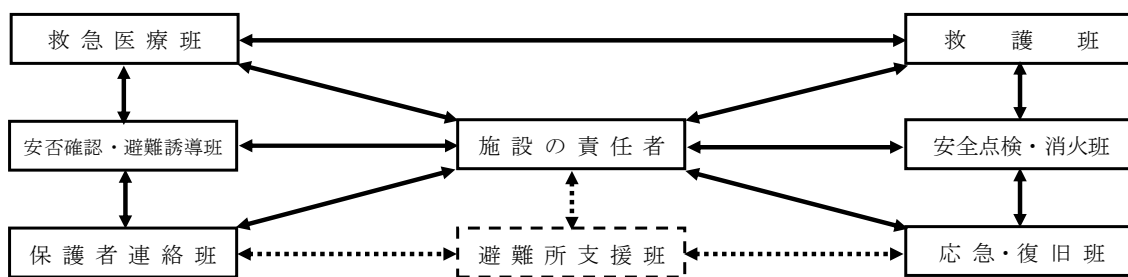 救急医療班
救護班
安否確認・避難誘導班
施設の責任者
安全点検・消火班
保護者連絡班
避難所支援班
応急・復旧班